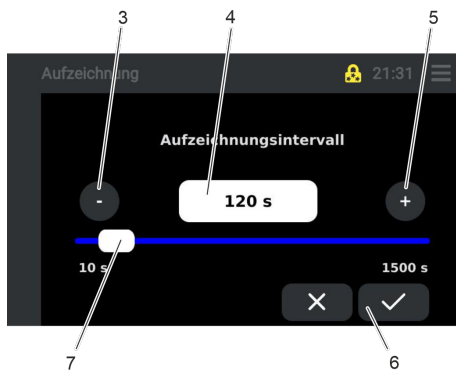 3 4 5
Aufzeichnung 21:31
Aufzeichnungsintervall
- 120 s +
10 s 1500 s
7 6